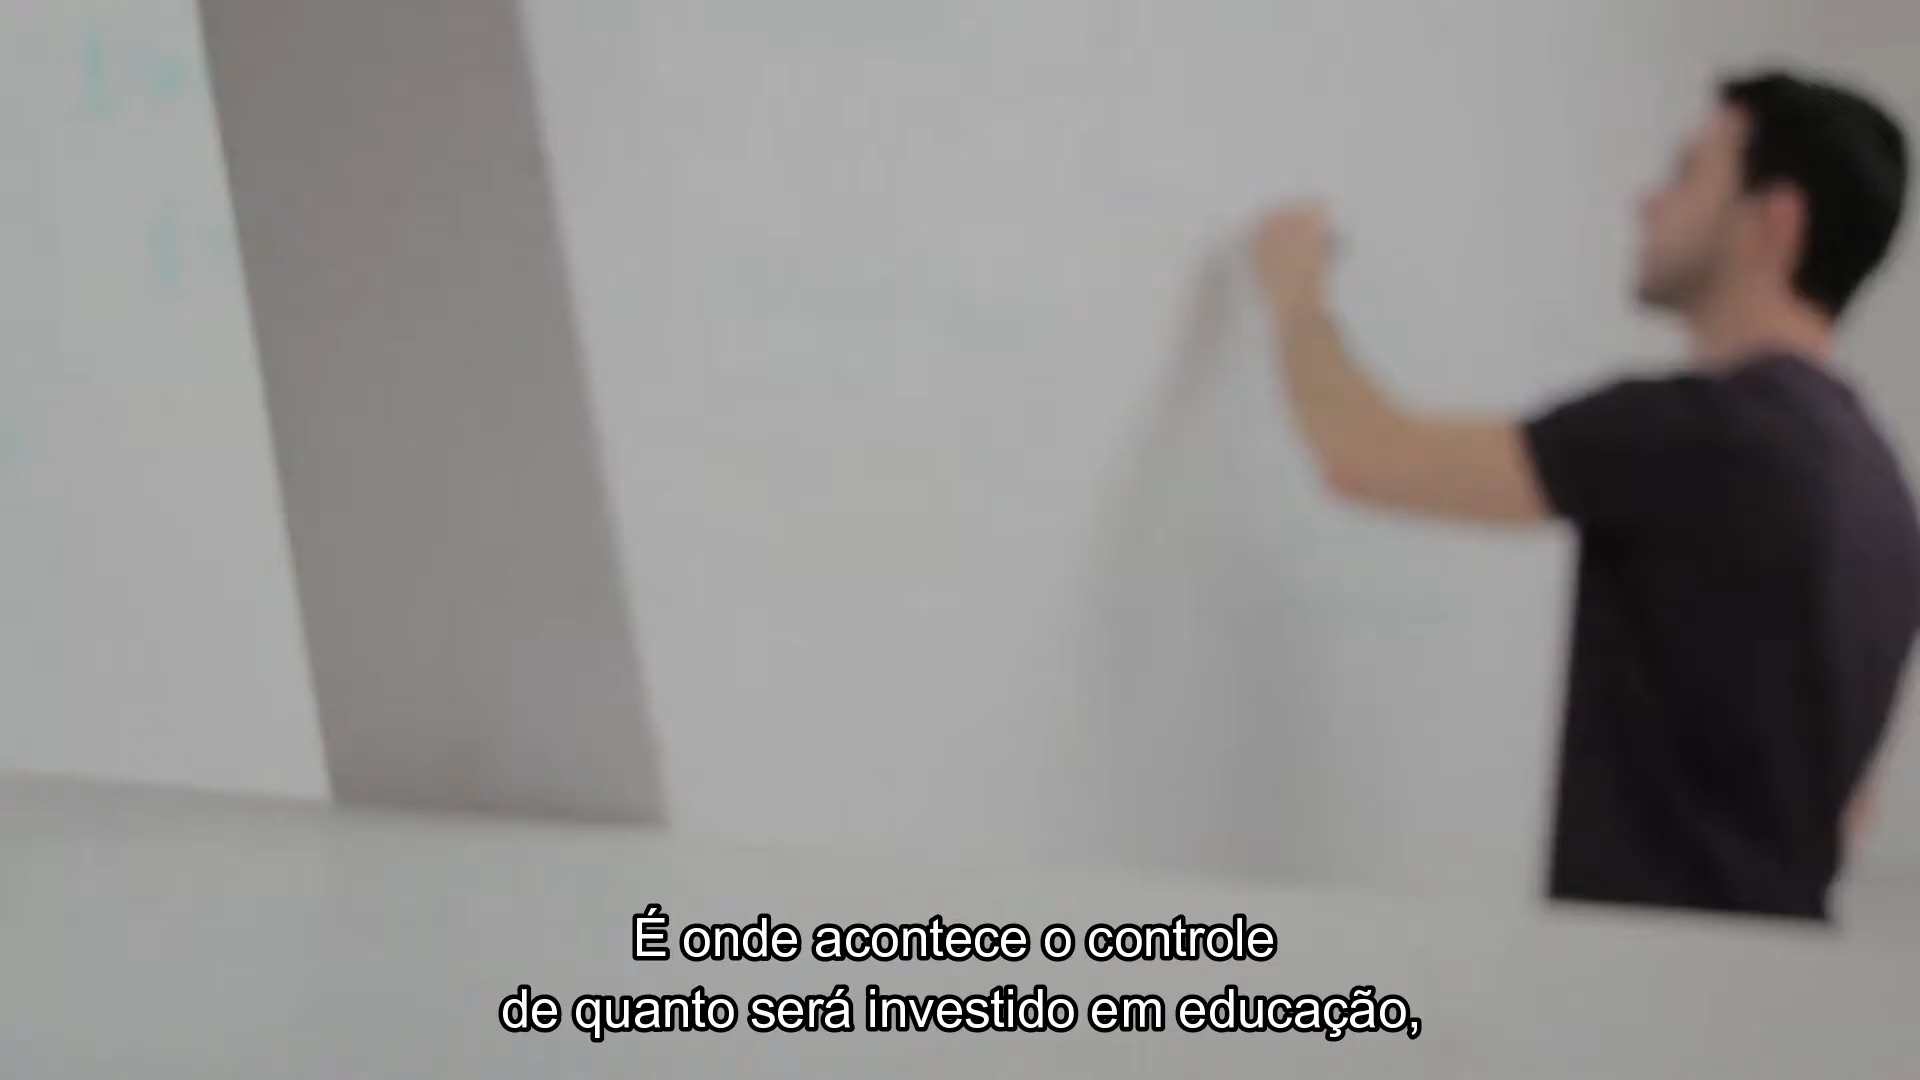 É onde acontece o controle
de quanto será investido em educação,